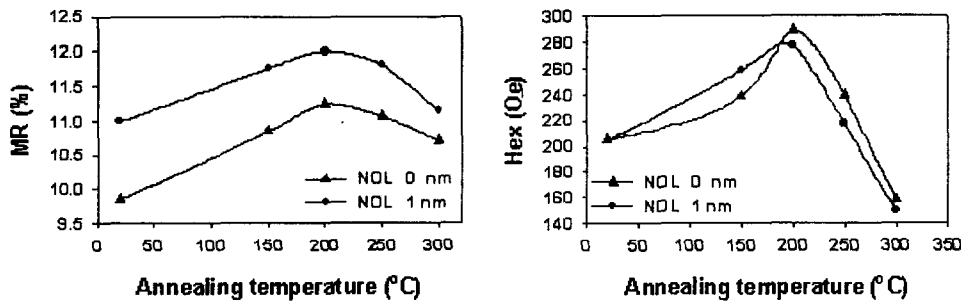 12.5
12.0
11.5
11.0
10.5
10.0
9.5
MR (%)
NOL 0 nm
NOL 1 nm
0 50 100 150 200 250 300
Annealing temperature (°C)
300
280
260
240
220
200
180
160
140
Hex (Oe)
NOL 0 nm
NOL 1 nm
0 50 100 150 200 250 300 350
Annealing temperature (°C)